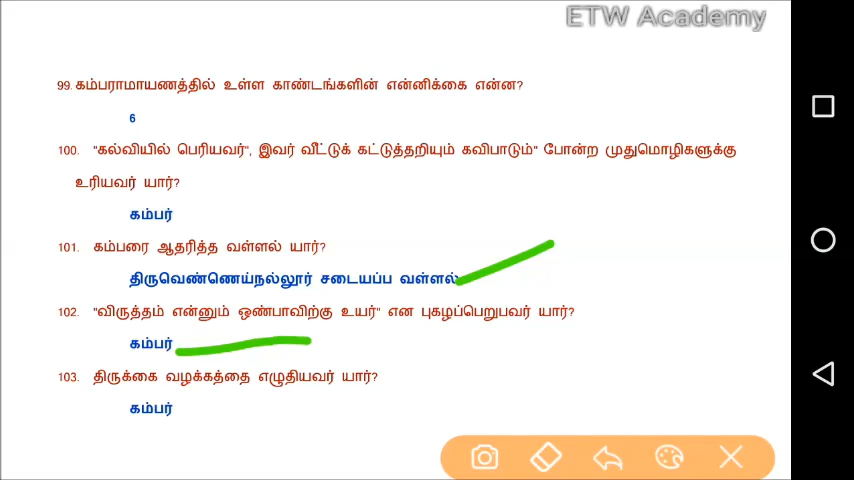 ETW Academy
99. கம்பராமாயணத்தில் உள்ள காண்டங்களின் என்னிக்கை என்ன?
6
100. "கல்வியில் பெரியவர்", இவர் வீட்டுக் கட்டுத்தறியும் கவிபாடும்" போன்ற முதுமொழிகளுக்கு
உரியவர் யார்?
கம்பர்
101. கம்பரை ஆதரித்த வள்ளல் யார்?
திருவெண்ணெய்நல்லூர் சடையப்ப வள்ளல்
102. "விருத்தம் என்னும் ஒண்பாவிற்கு உயர்" என புகழப்பெறுபவர் யார்?
கம்பர்
103. திருக்கை வழக்கத்தை எழுதியவர் யார்?
கம்பர்